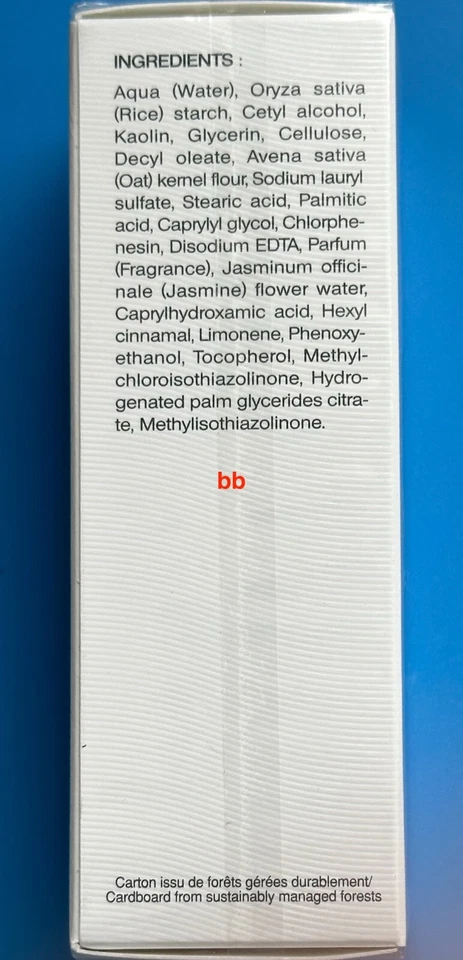 INGREDIENTS :
Aqua (Water), Oryza sativa
(Rice) starch, Cetyl alcohol,
Kaolin, Glycerin, Cellulose,
Decyl oleate, Avena sativa
(Oat) kernel flour, Sodium lauryl
sulfate, Stearic acid, Palmitic
acid, Caprylyl glycol, Chlorphe-
nesin, Disodium EDTA, Parfum
(Fragrance), Jasminum offici-
nale (Jasmine) flower water,
Caprylhydroxamic acid, Hexyl
cinnamal, Limonene, Phenoxy-
ethanol, Tocopherol, Methyl-
chloroisothiazolinone, Hydro-
genated palm glycerides citra-
te, Methylisothiazolinone.
bb
Carton issu de forêts gérées durablement/
Cardboard from sustainably managed forests